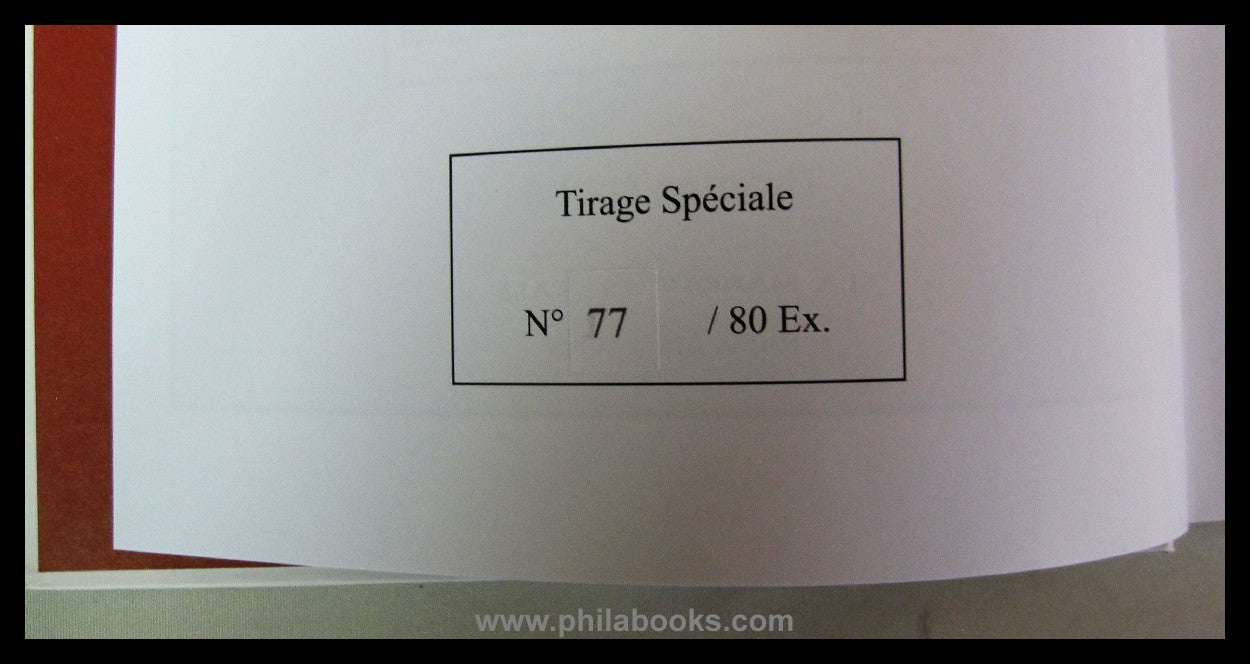 Tirage Spéciale
N° 77 / 80 Ex.
www.philabooks.com